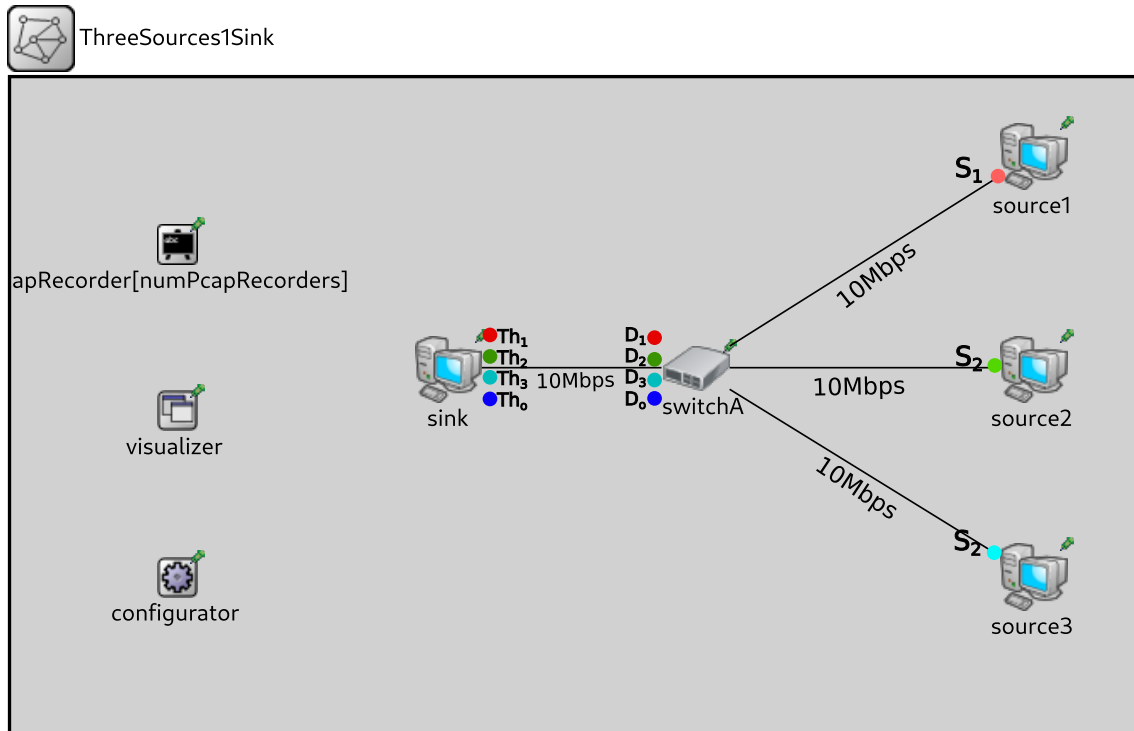 ThreeSources1Sink
S₁
source1
10Mbps
apRecorder[numPcapRecorders]
Th₁
D₁
Th₂
D₂
Th₃
10Mbps
D₃
Thₒ
Dₒ
sink
switchA
S₂
10Mbps
source2
visualizer
10Mbps
S₂
source3
configurator